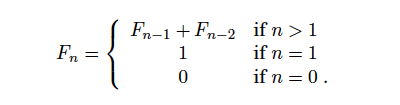 F_{n-1} + F_{n-2} if n > 1
F_n = { 1 if n = 1
0 if n = 0 .